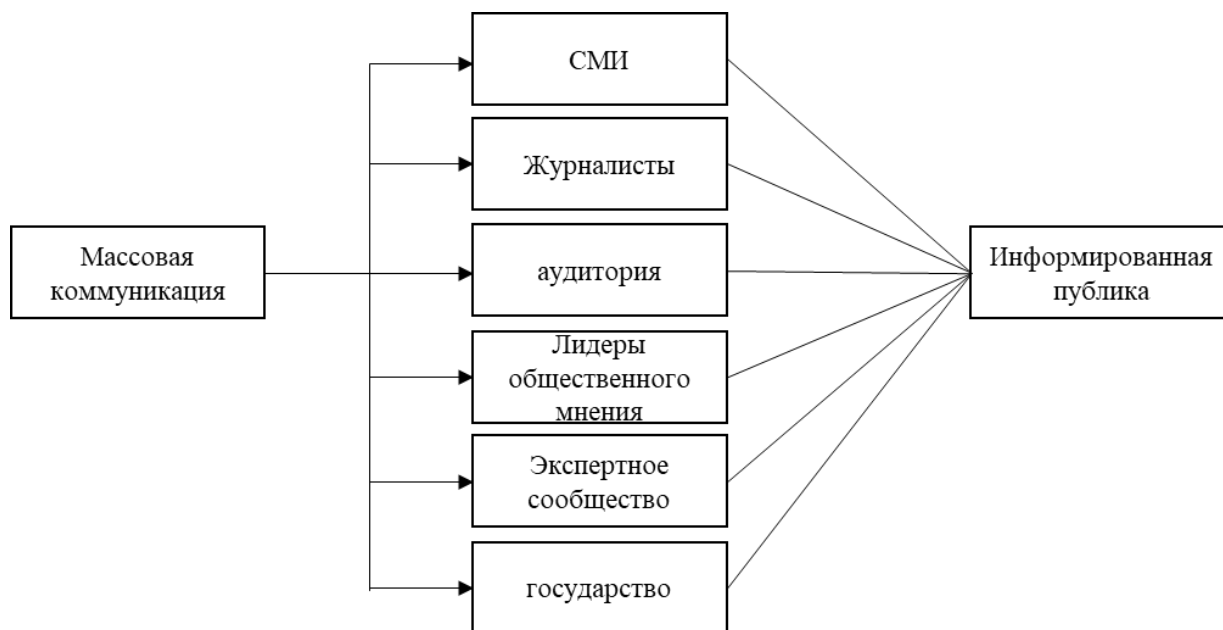 СМИ
Журналисты
Массовая
коммуникация
аудитория
Информированная
публика
Лидеры
общественного
мнения
Экспертное
сообщество
государство